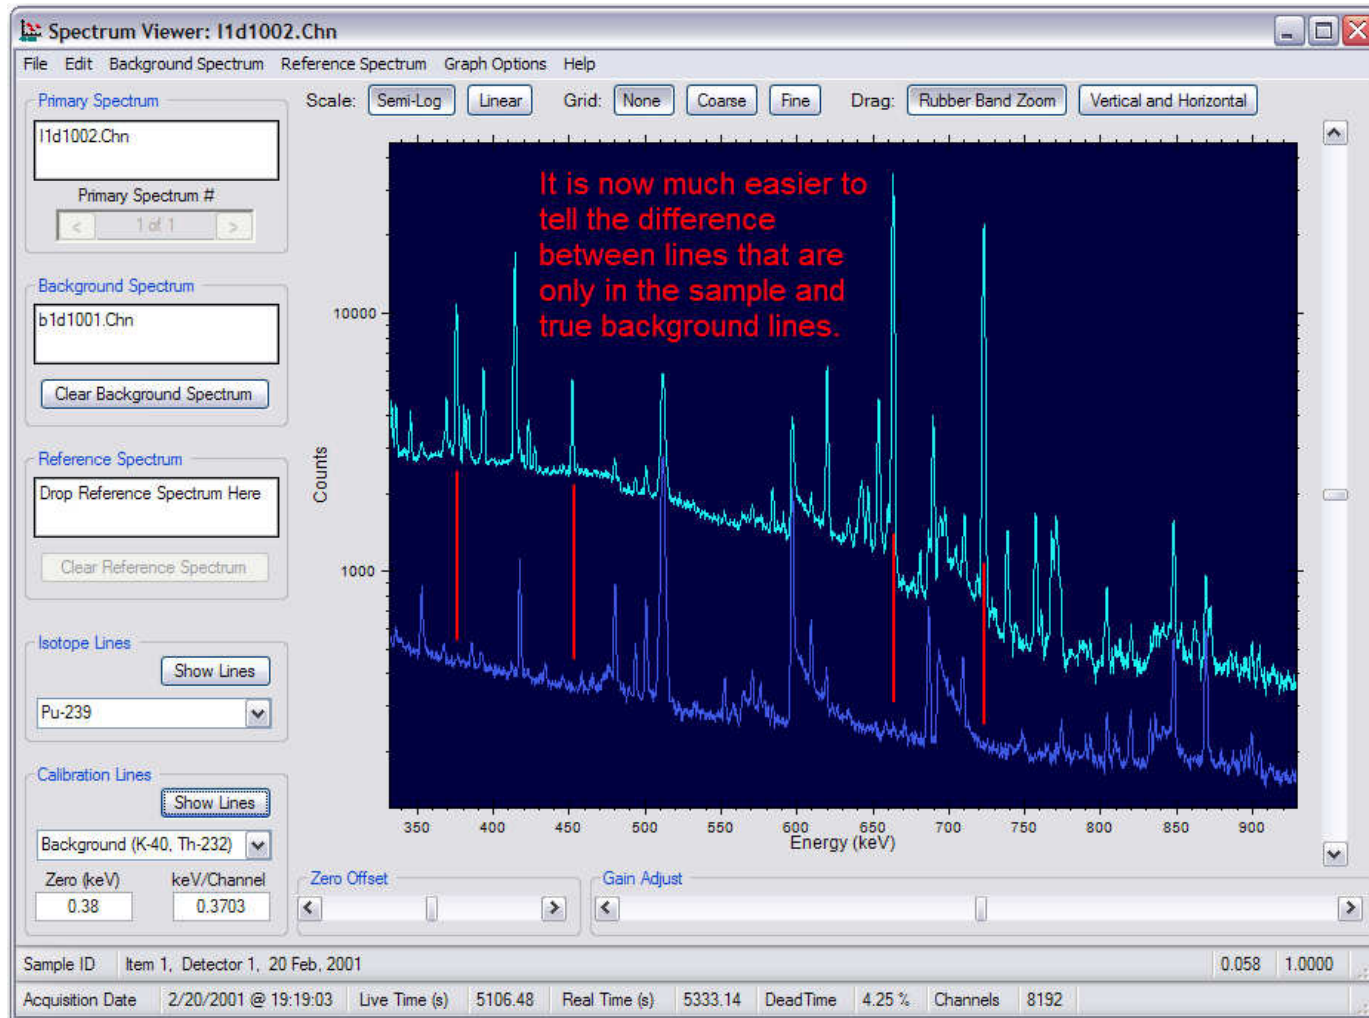 Spectrum Viewer: I1d1002.Chn
File Edit Background Spectrum Reference Spectrum Graph Options Help
Primary Spectrum
I1d1002.Chn
Primary Spectrum #
< 1 of 1 >
Background Spectrum
b1d1001.Chn
Clear Background Spectrum
Reference Spectrum
Drop Reference Spectrum Here
Clear Reference Spectrum
Isotope Lines
Show Lines
Pu-239
Calibration Lines
Show Lines
Background (K-40, Th-232)
Zero (keV) keV/Channel
0.38 0.3703
Scale: Semi-Log Linear Grid: None Coarse Fine Drag: Rubber Band Zoom Vertical and Horizontal
It is now much easier to
tell the difference
between lines that are
only in the sample and
true background lines.
10000
1000
Counts
350 400 450 500 550 600 650 700 750 800 850 900
Energy (keV)
Zero Offset Gain Adjust
Sample ID Item 1, Detector 1, 20 Feb, 2001 0.058 1.0000
Acquisition Date 2/20/2001 @ 19:19:03 Live Time (s) 5106.48 Real Time (s) 5333.14 DeadTime 4.25 % Channels 8192